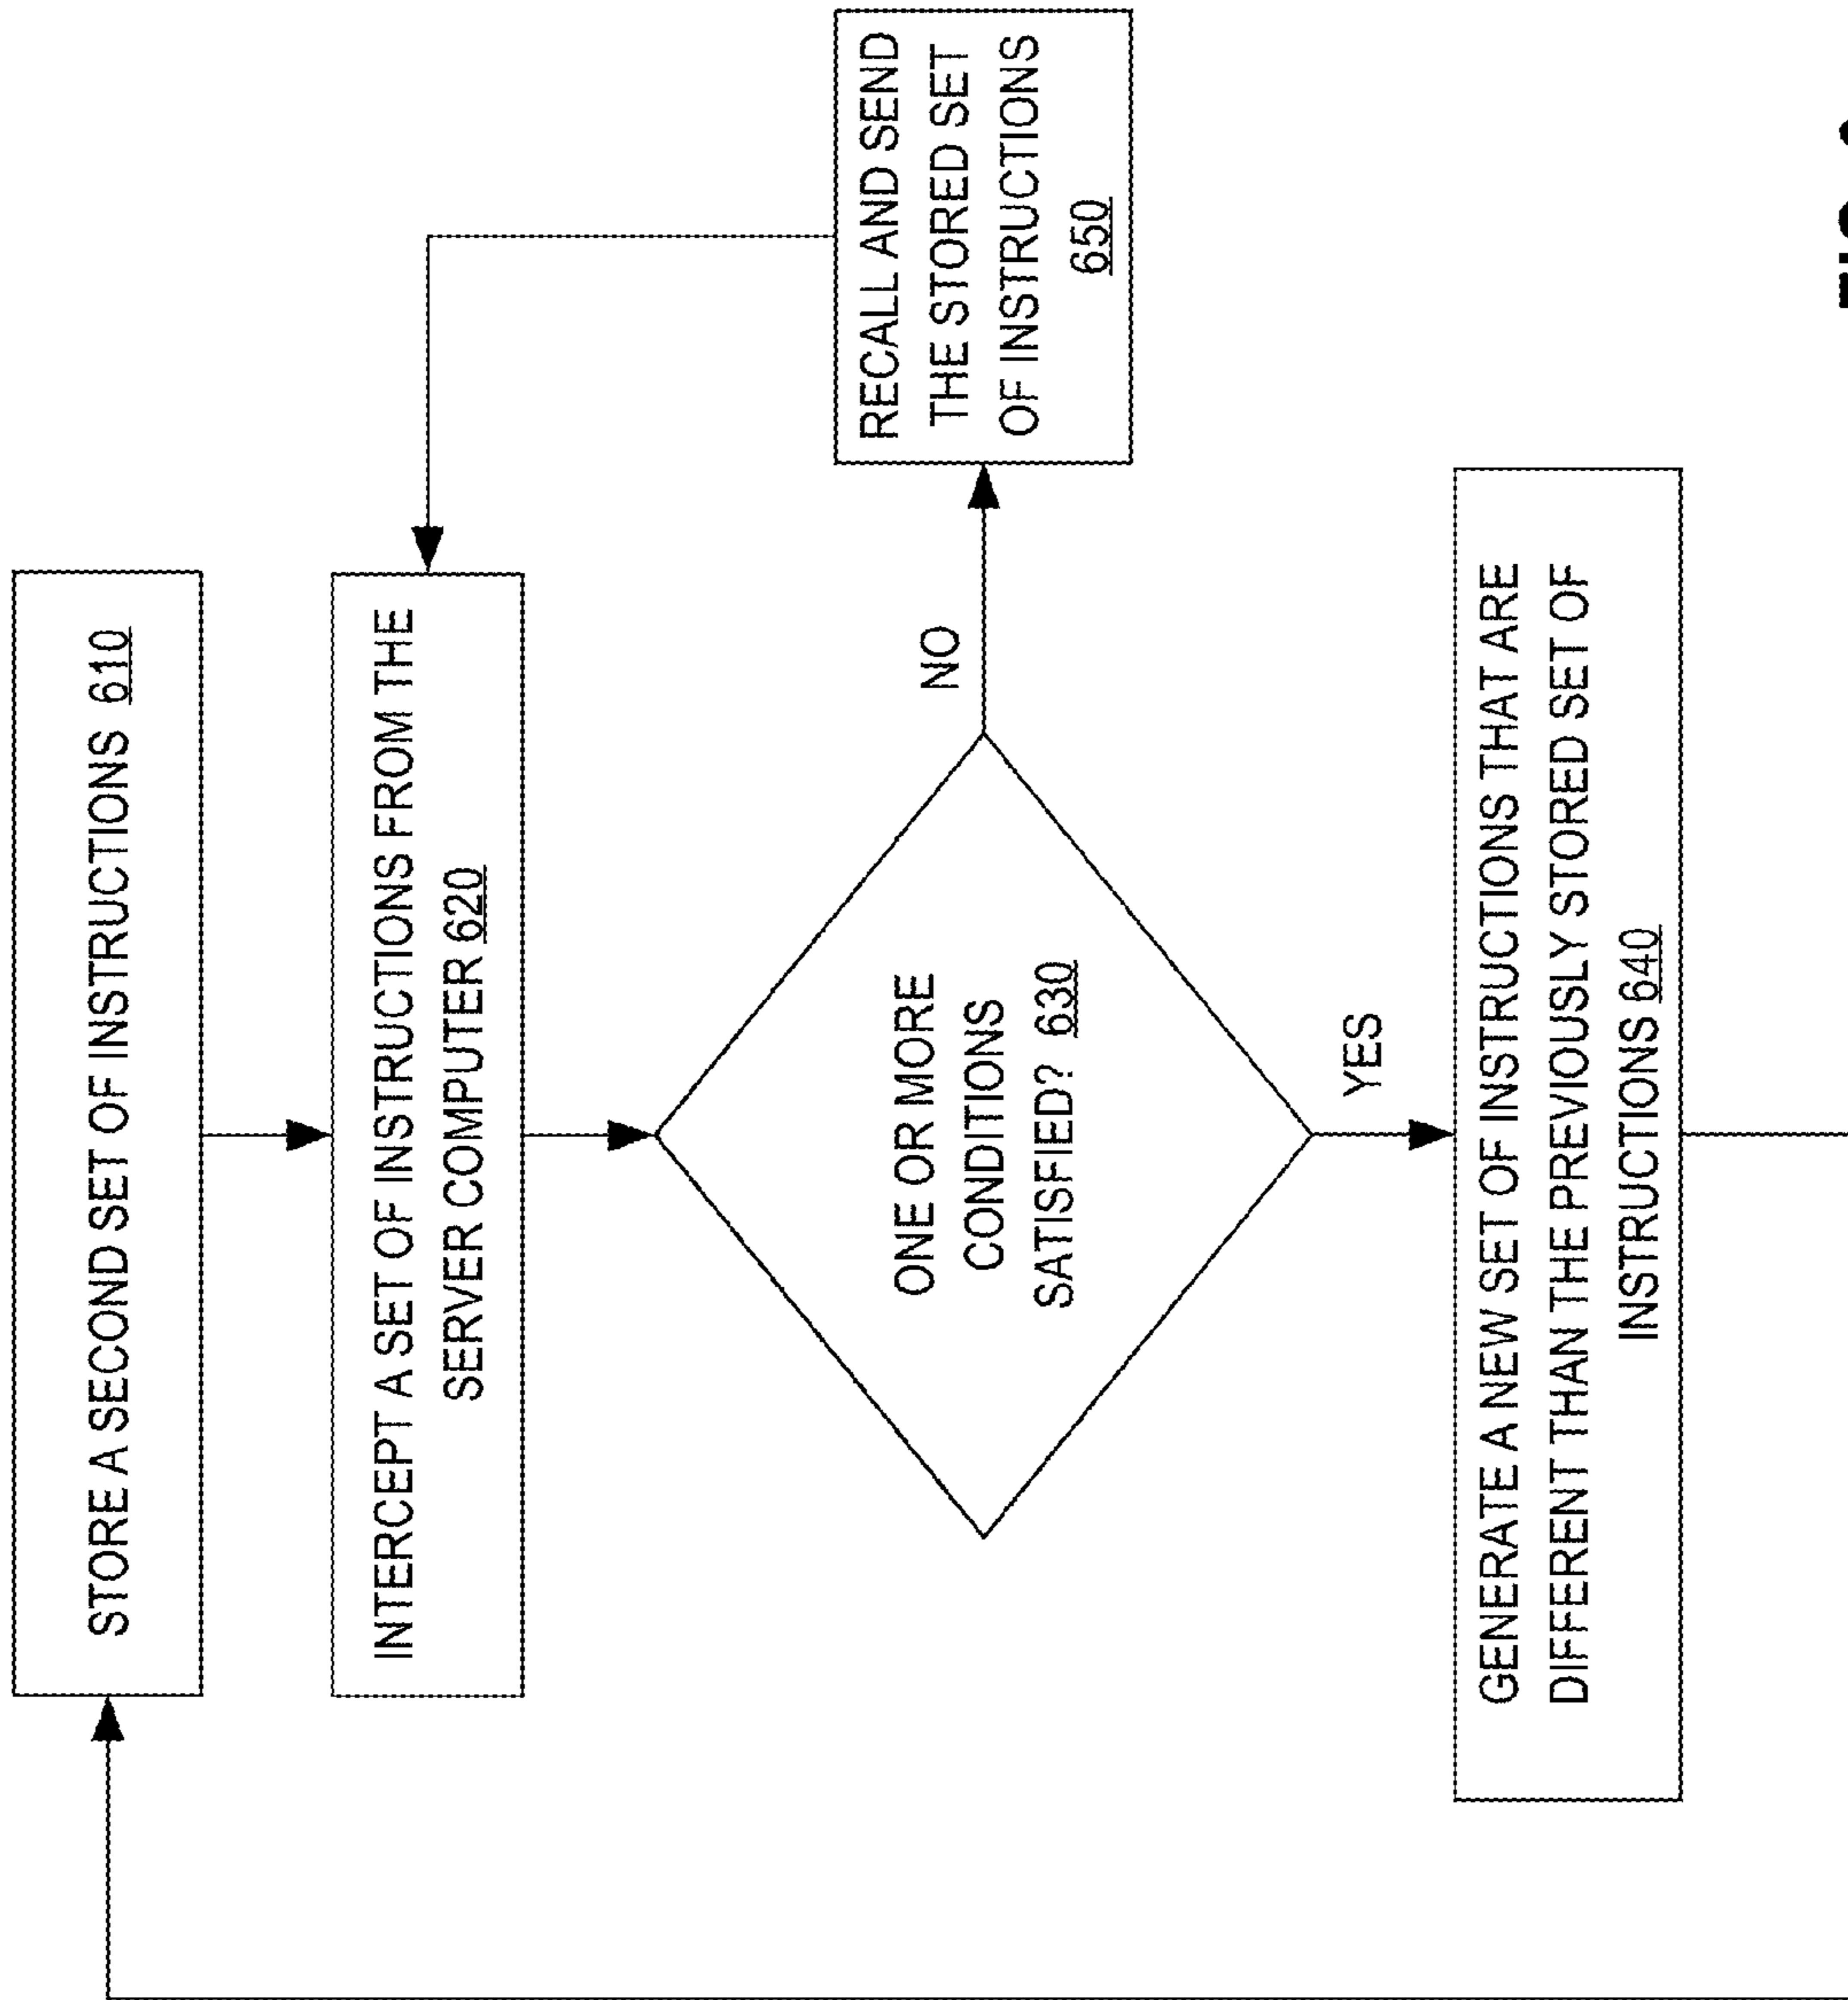 STORE A SECOND SET OF INSTRUCTIONS 610
INTERCEPT A SET OF INSTRUCTIONS FROM THE
SERVER COMPUTER 620
ONE OR MORE
CONDITIONS
SATISFIED? 630
NO
RECALL AND SEND
THE STORED SET
OF INSTRUCTIONS
650
YES
GENERATE A NEW SET OF INSTRUCTIONS THAT ARE
DIFFERENT THAN THE PREVIOUSLY STORED SET OF
INSTRUCTIONS 640